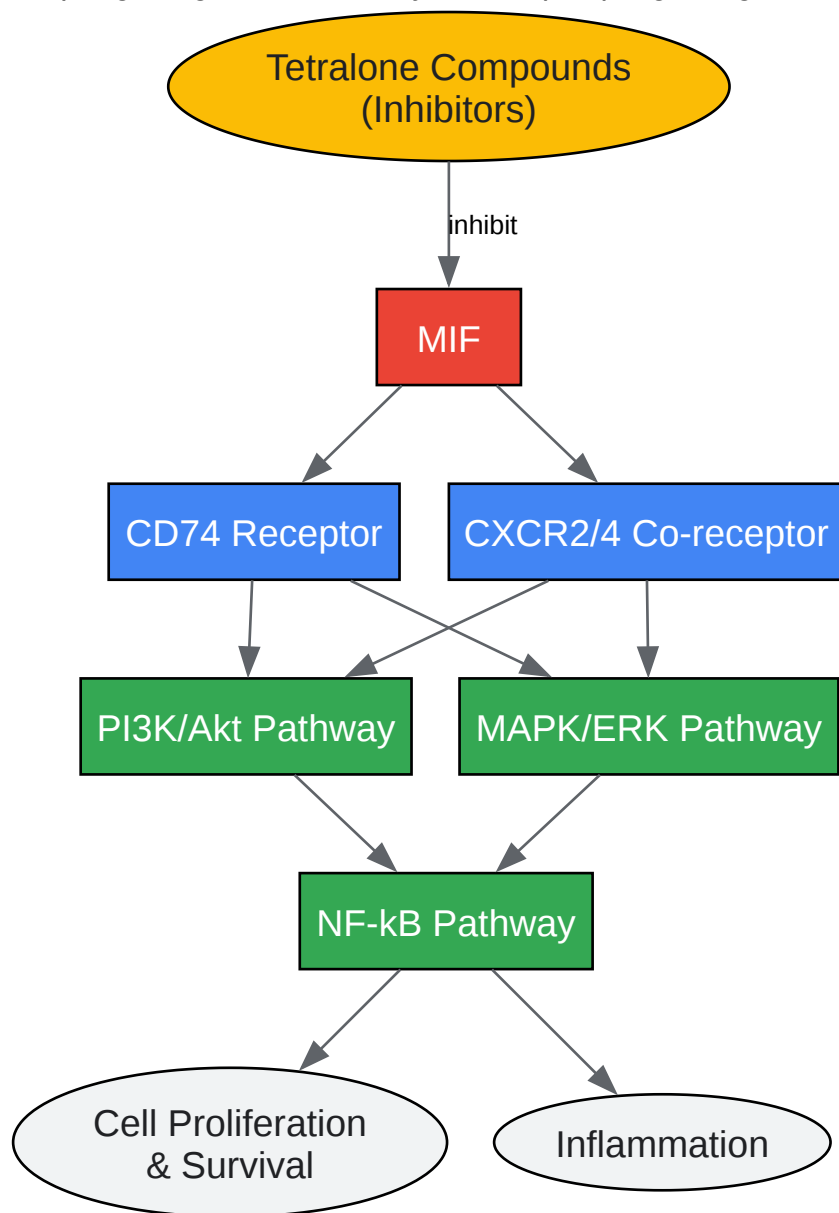 Tetralone Compounds
(Inhibitors)
inhibit
MIF
CD74 Receptor
CXCR2/4 Co-receptor
PI3K/Akt Pathway
MAPK/ERK Pathway
NF-kB Pathway
Cell Proliferation
& Survival
Inflammation